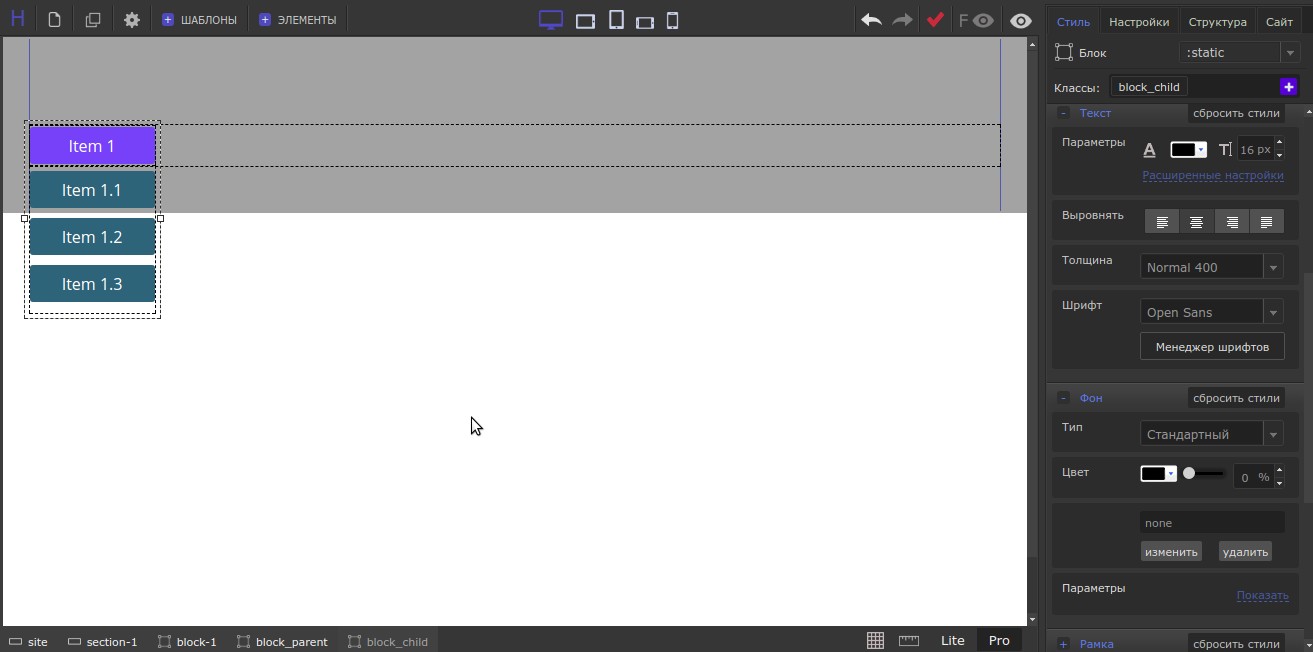 H
ШАБЛОНЫ
ЭЛЕМЕНТЫ
F
Стиль
Настройки
Структура
Сайт
Блок
:static
Классы:
block_child
Текст
сбросить стили
Параметры
A
T
16 px
Расширенные настройки
Выровнять
Толщина
Normal 400
Шрифт
Open Sans
Менеджер шрифтов
Фон
сбросить стили
Тип
Стандартный
Цвет
0 %
none
изменить
удалить
Параметры
Показать
Рамка
сбросить стили
Item 1
Item 1.1
Item 1.2
Item 1.3
site
section-1
block-1
block_parent
block_child
Lite
Pro